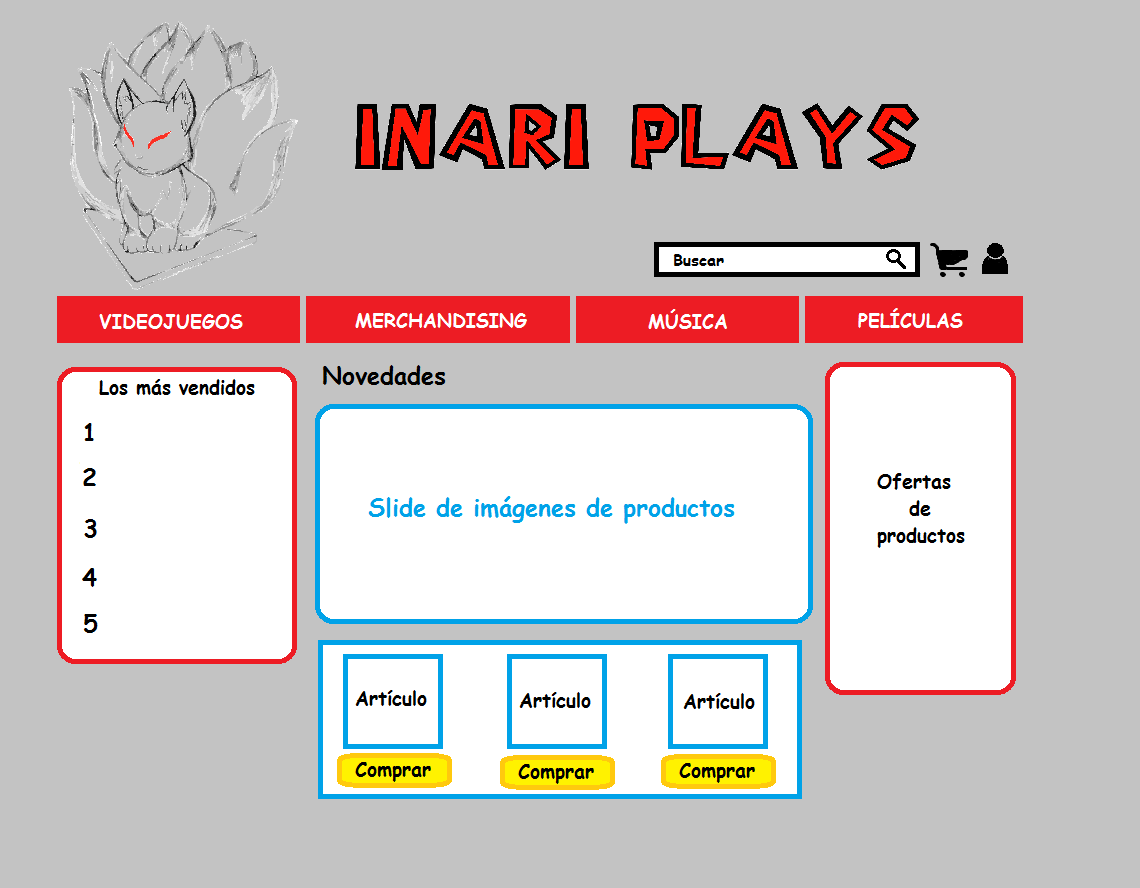 INARI PLAYS
Buscar
VIDEOJUEGOS
MERCHANDISING
MÚSICA
PELÍCULAS
Los más vendidos
1
2
3
4
5
Novedades
Slide de imágenes de productos
Artículo
Artículo
Artículo
Comprar
Comprar
Comprar
Ofertas
de
productos